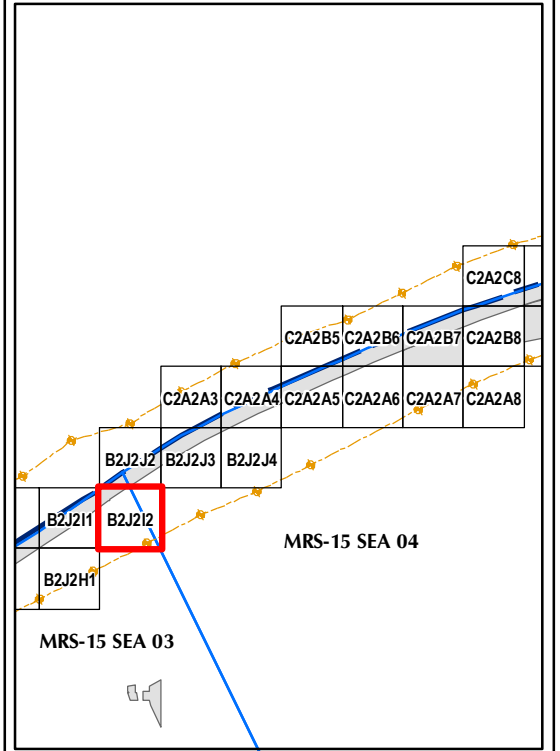 C2A2C8
C2A2B5 C2A2B6 C2A2B7 C2A2B8
C2A2A3 C2A2A4 C2A2A5 C2A2A6 C2A2A7 C2A2A8
B2J2J2 B2J2J3 B2J2J4
B2J2I1 B2J2I2
MRS-15 SEA 04
B2J2H1
MRS-15 SEA 03